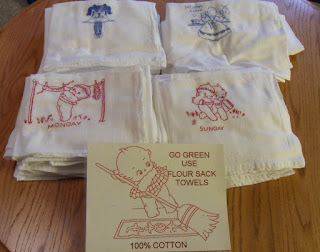 MONDAY
SUNDAY
GO GREEN
USE
FLOUR SACK
TOWELS
100% COTTON